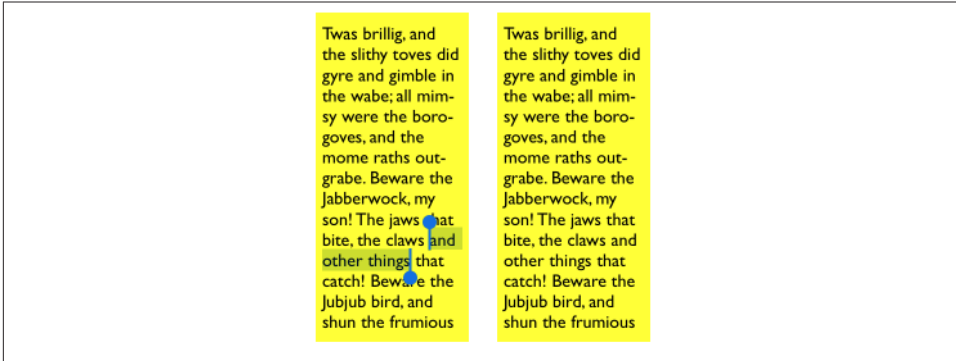 Twas brillig, and
the slithy toves did
gyre and gimble in
the wabe; all mim-
sy were the boro-
goves, and the
mome raths out-
grabe. Beware the
Jabberwock, my
son! The jaws that
bite, the claws and
other things that
catch! Beware the
Jubjub bird, and
shun the frumious
Twas brillig, and
the slithy toves did
gyre and gimble in
the wabe; all mim-
sy were the boro-
goves, and the
mome raths out-
grabe. Beware the
Jabberwock, my
son! The jaws that
bite, the claws and
other things that
catch! Beware the
Jubjub bird, and
shun the frumious